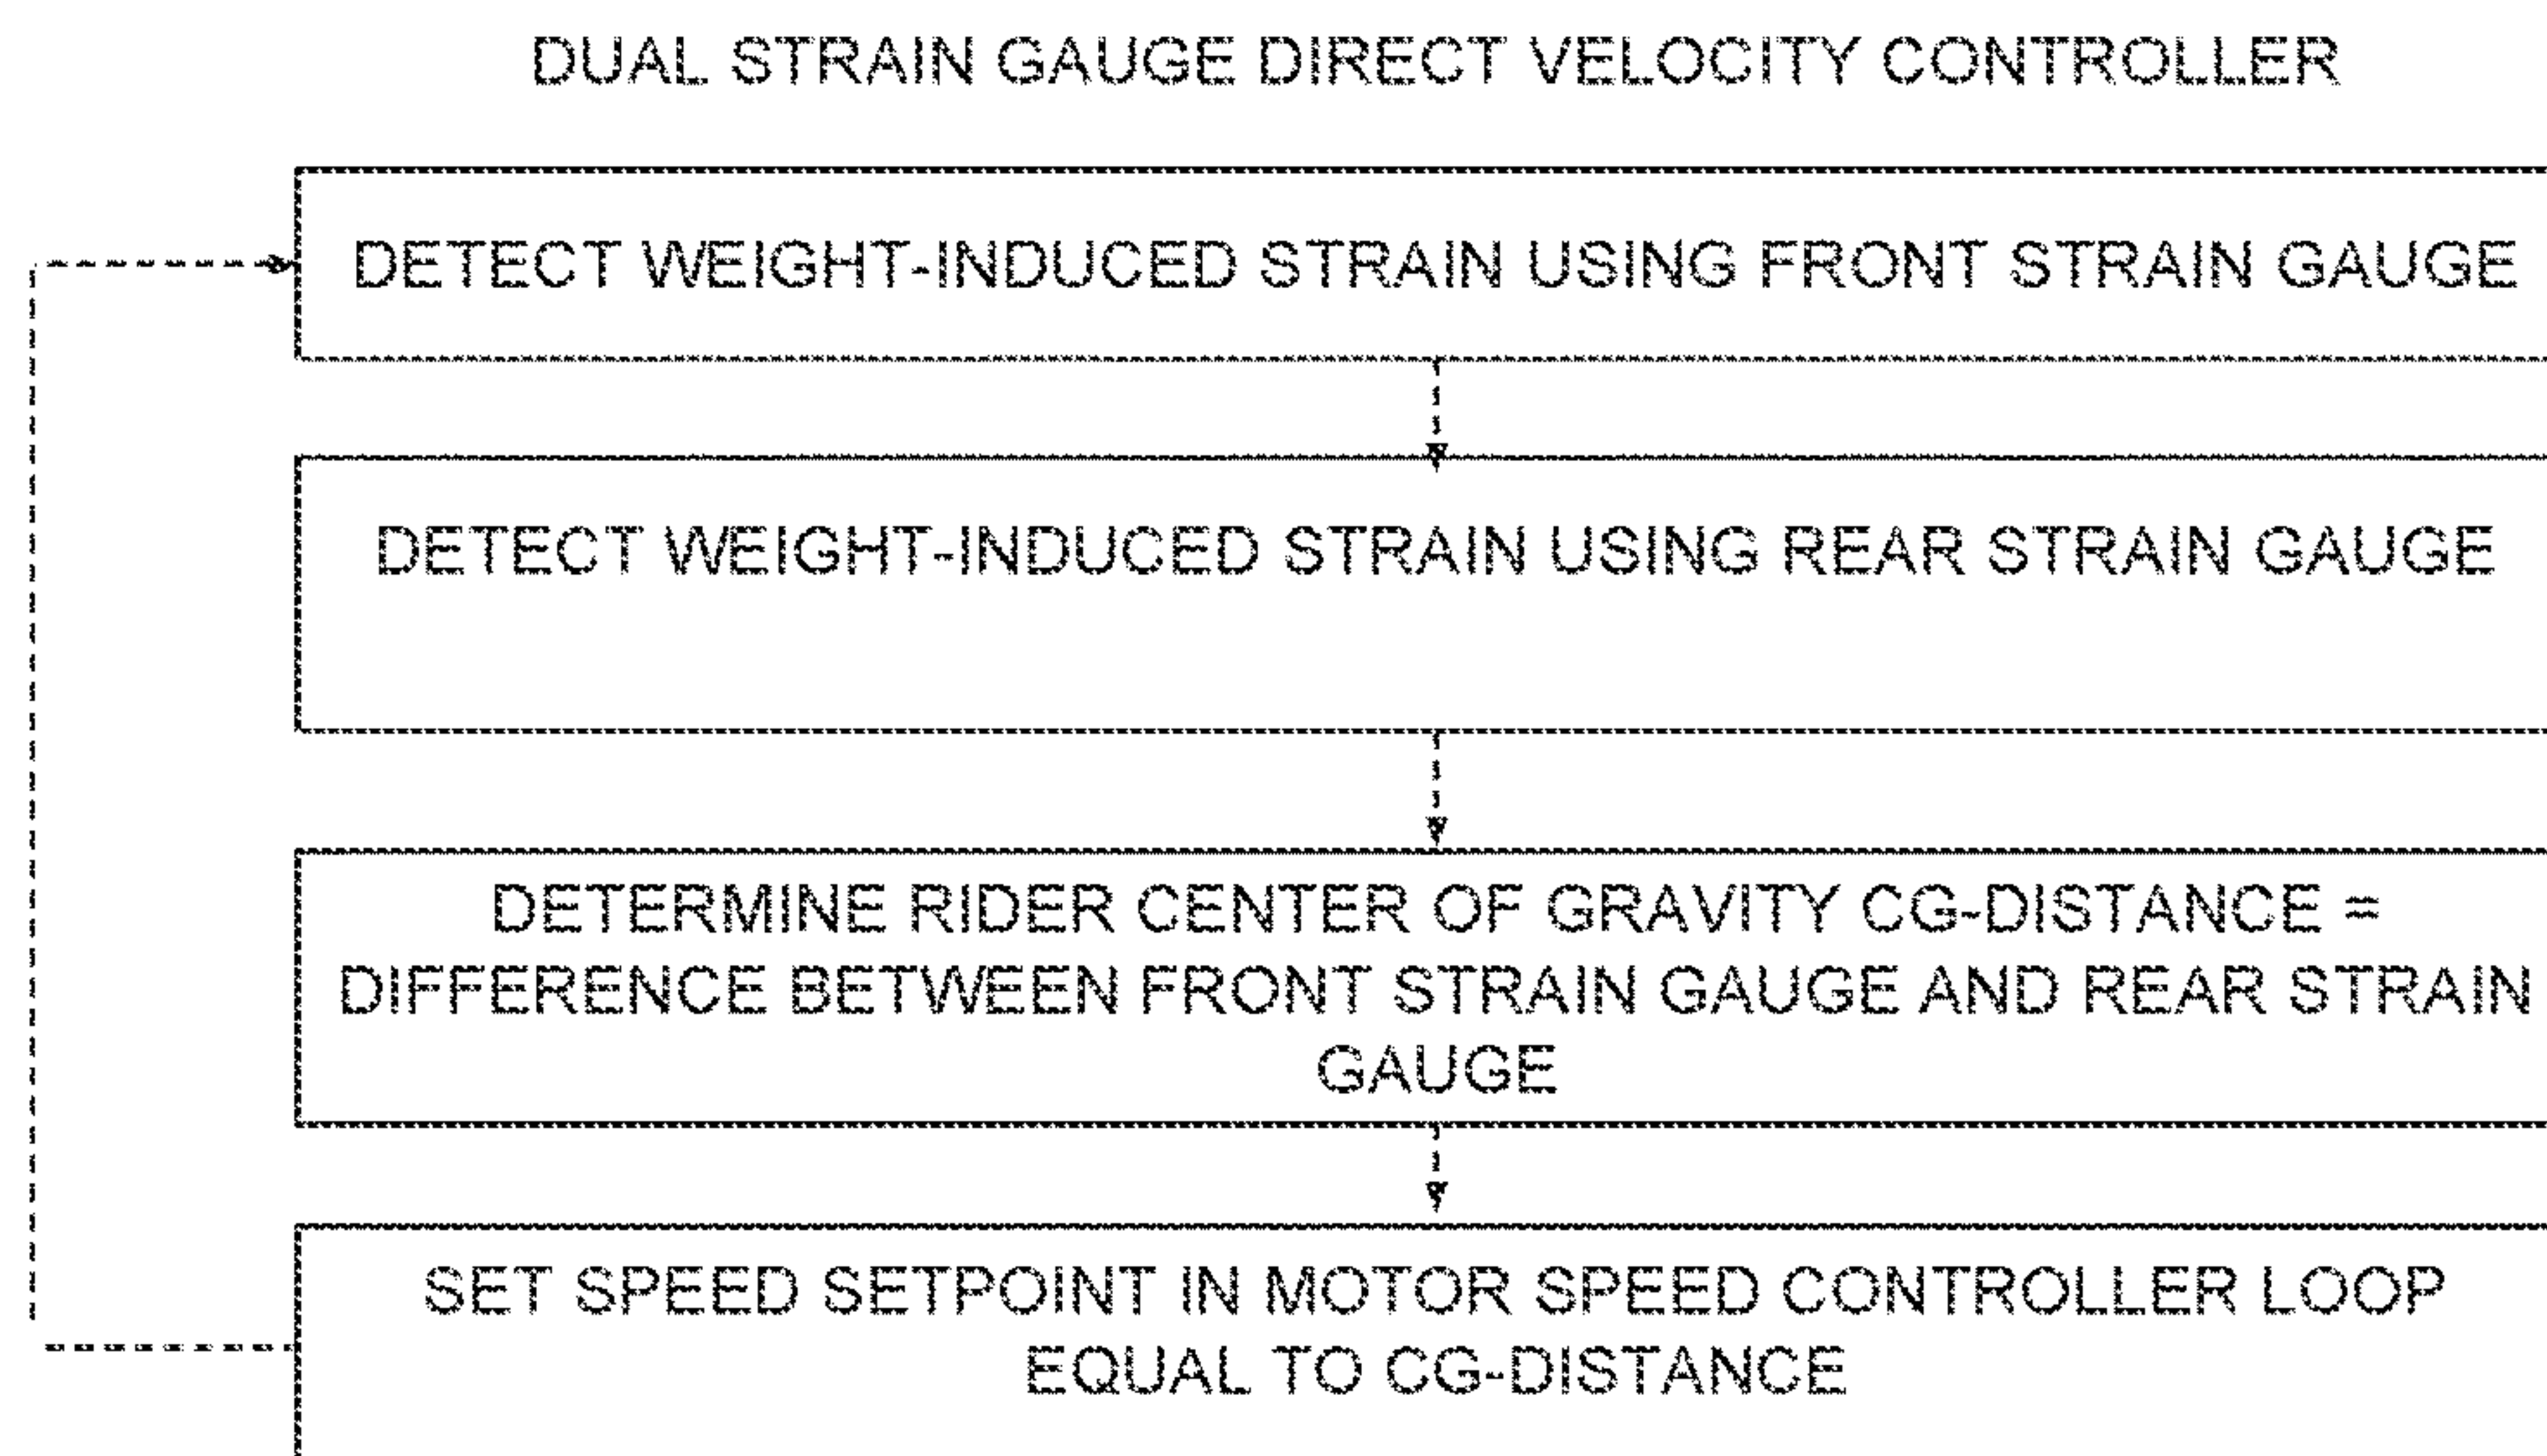 DUAL STRAIN GAUGE DIRECT VELOCITY CONTROLLER
DETECT WEIGHT-INDUCED STRAIN USING FRONT STRAIN GAUGE
DETECT WEIGHT-INDUCED STRAIN USING REAR STRAIN GAUGE
DETERMINE RIDER CENTER OF GRAVITY CG-DISTANCE =
DIFFERENCE BETWEEN FRONT STRAIN GAUGE AND REAR STRAIN
GAUGE
SET SPEED SETPOINT IN MOTOR SPEED CONTROLLER LOOP
EQUAL TO CG-DISTANCE